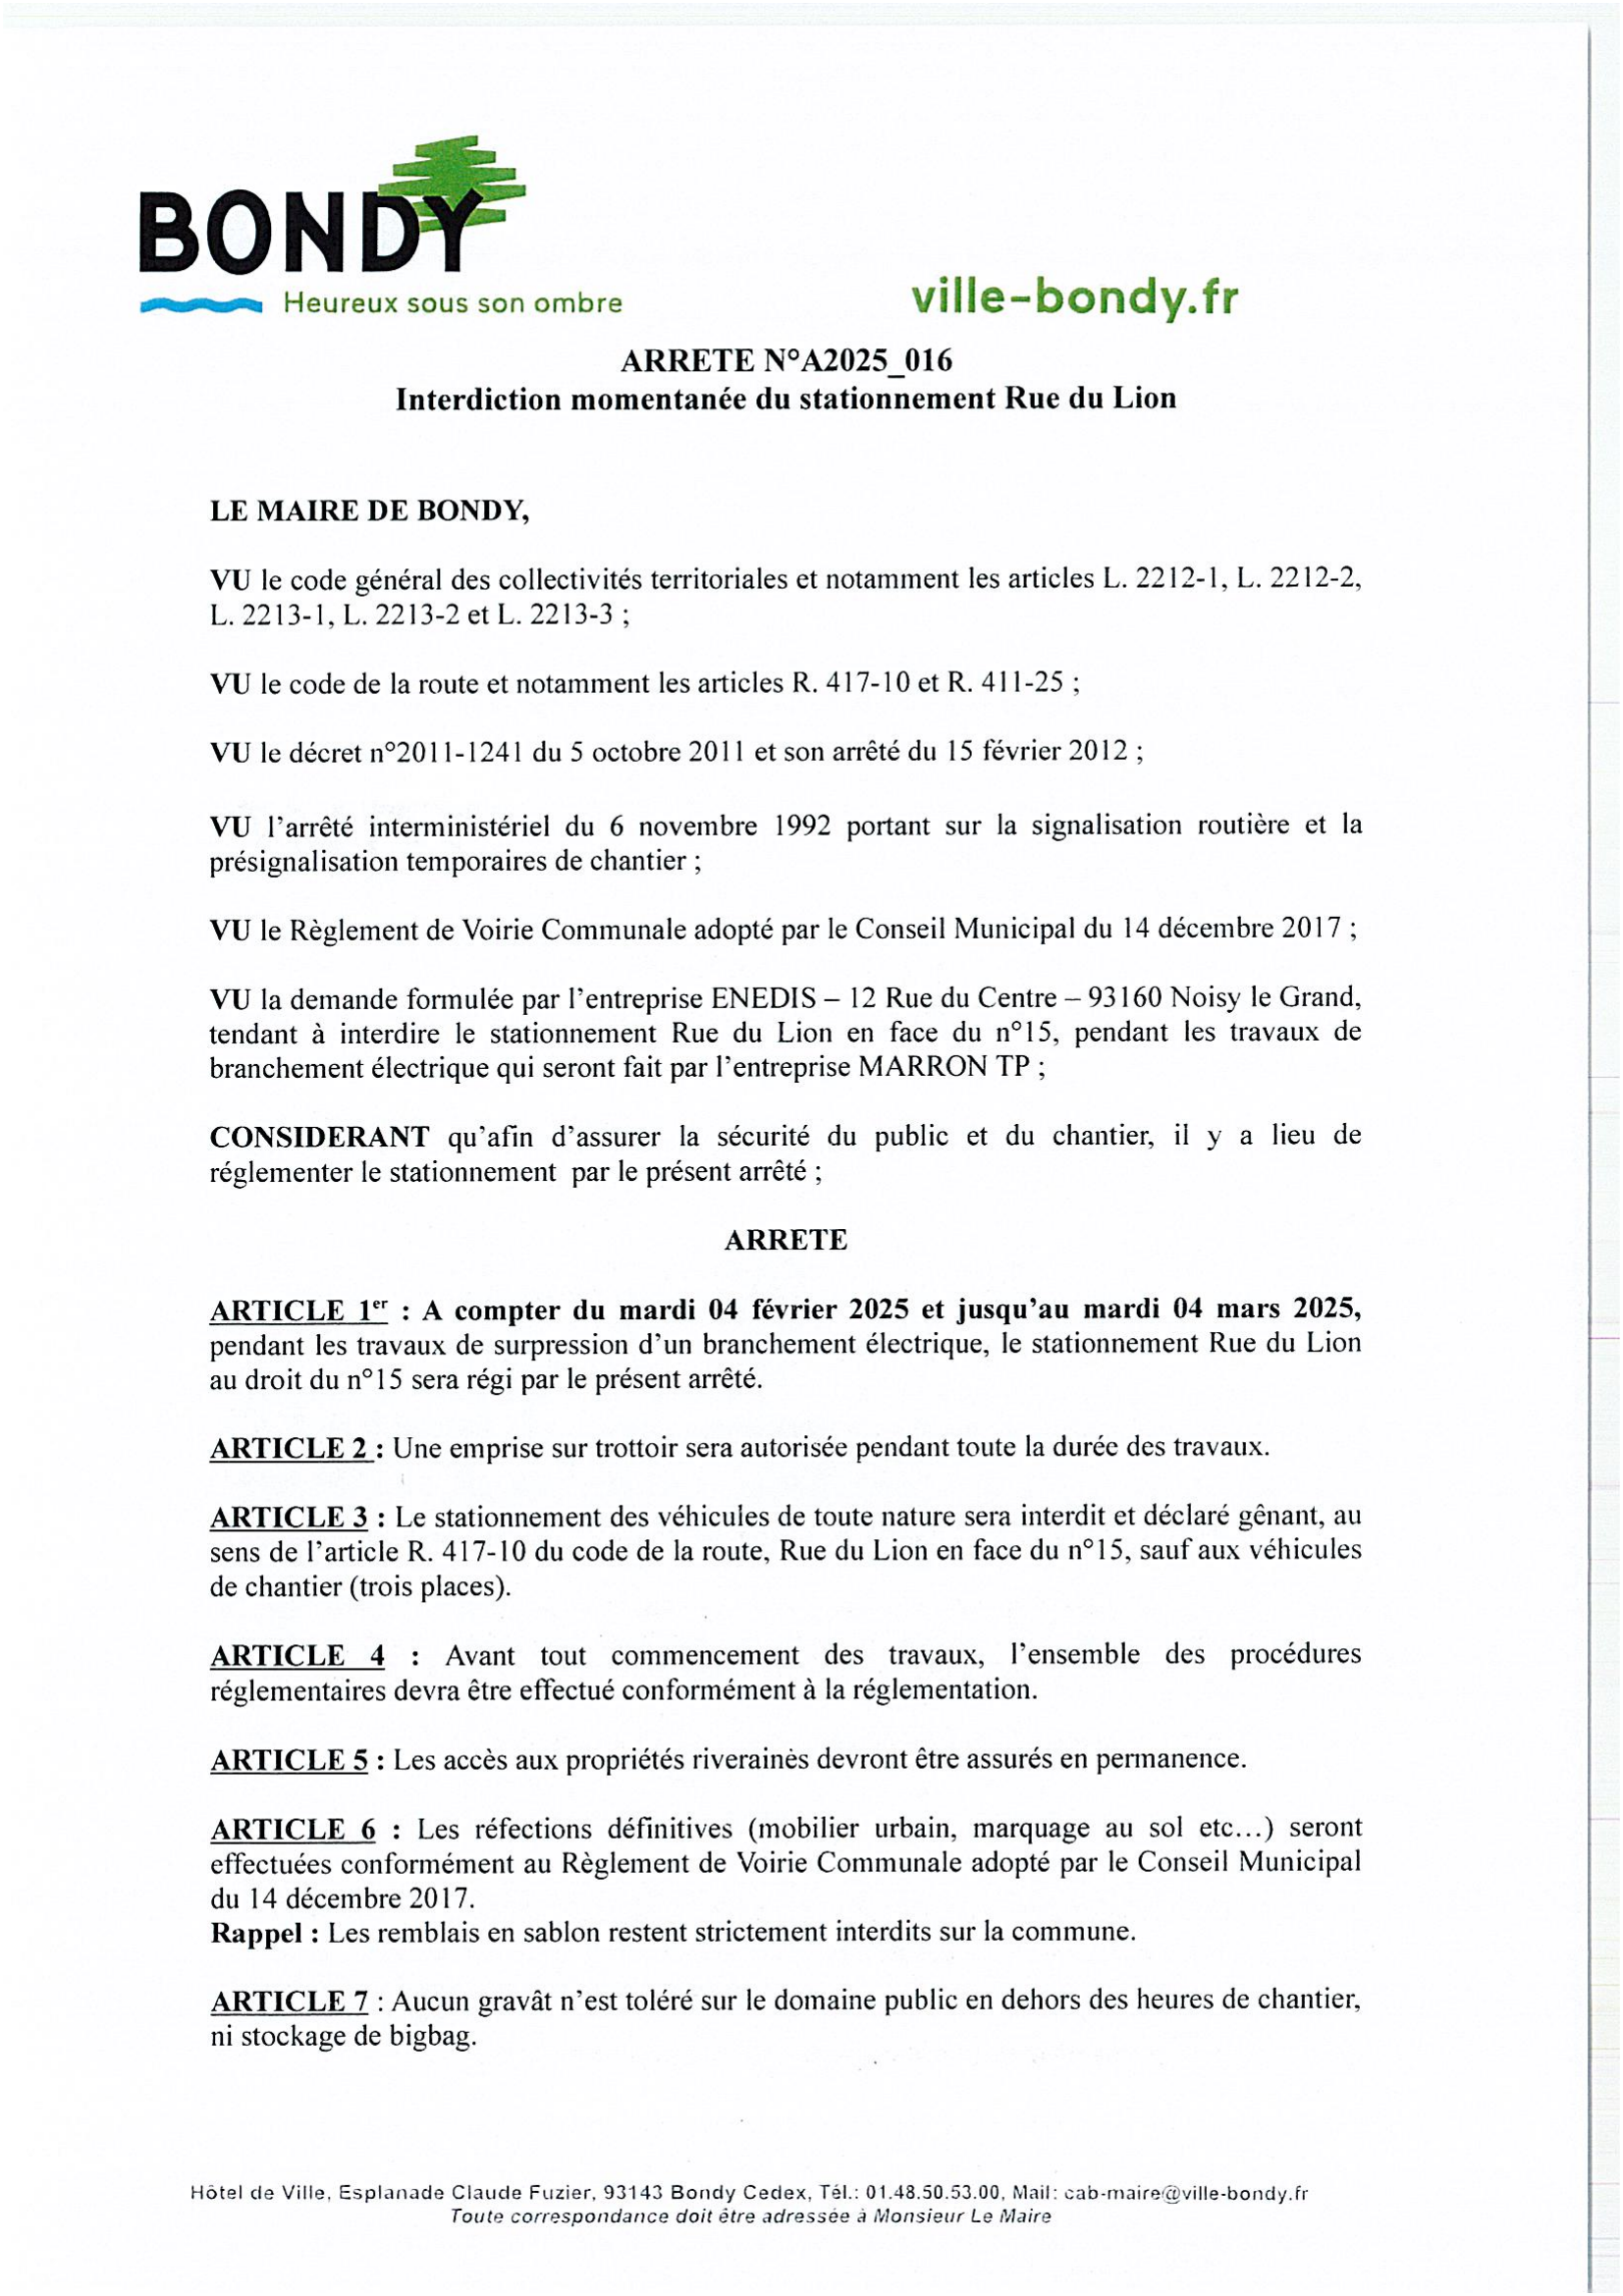 BONDY
Heureux sous son ombre
ville-bondy.fr
ARRETE N°A2025_016
Interdiction momentanée du stationnement Rue du Lion
LE MAIRE DE BONDY,
VU le code général des collectivités territoriales et notamment les articles L. 2212-1, L. 2212-2,
L. 2213-1, L. 2213-2 et L. 2213-3 ;
VU le code de la route et notamment les articles R. 417-10 et R. 411-25 ;
VU le décret n°2011-1241 du 5 octobre 2011 et son arrêté du 15 février 2012 ;
VU l'arrêté interministériel du 6 novembre 1992 portant sur la signalisation routière et la
présignalisation temporaires de chantier ;
VU le Règlement de Voirie Communale adopté par le Conseil Municipal du 14 décembre 2017 ;
VU la demande formulée par l'entreprise ENEDIS – 12 Rue du Centre – 93160 Noisy le Grand,
tendant à interdire le stationnement Rue du Lion en face du n°15, pendant les travaux de
branchement électrique qui seront fait par l'entreprise MARRON TP ;
CONSIDERANT qu'afin d'assurer la sécurité du public et du chantier, il y a lieu de
réglementer le stationnement par le présent arrêté ;
ARRETE
ARTICLE 1er : A compter du mardi 04 février 2025 et jusqu'au mardi 04 mars 2025,
pendant les travaux de surpression d'un branchement électrique, le stationnement Rue du Lion
au droit du n°15 sera régi par le présent arrêté.
ARTICLE 2 : Une emprise sur trottoir sera autorisée pendant toute la durée des travaux.
ARTICLE 3 : Le stationnement des véhicules de toute nature sera interdit et déclaré gênant, au
sens de l'article R. 417-10 du code de la route, Rue du Lion en face du n°15, sauf aux véhicules
de chantier (trois places).
ARTICLE 4 : Avant tout commencement des travaux, l'ensemble des procédures
réglementaires devra être effectué conformément à la réglementation.
ARTICLE 5 : Les accès aux propriétés riveraines devront être assurés en permanence.
ARTICLE 6 : Les réfections définitives (mobilier urbain, marquage au sol etc...) seront
effectuées conformément au Règlement de Voirie Communale adopté par le Conseil Municipal
du 14 décembre 2017.
Rappel : Les remblais en sablon restent strictement interdits sur la commune.
ARTICLE 7 : Aucun gravât n'est toléré sur le domaine public en dehors des heures de chantier,
ni stockage de bigbag.
Hôtel de Ville, Esplanade Claude Fuzier, 93143 Bondy Cedex, Tél.: 01.48.50.53.00, Mail: cab-maire@ville-bondy.fr
Toute correspondance doit être adressée à Monsieur Le Maire